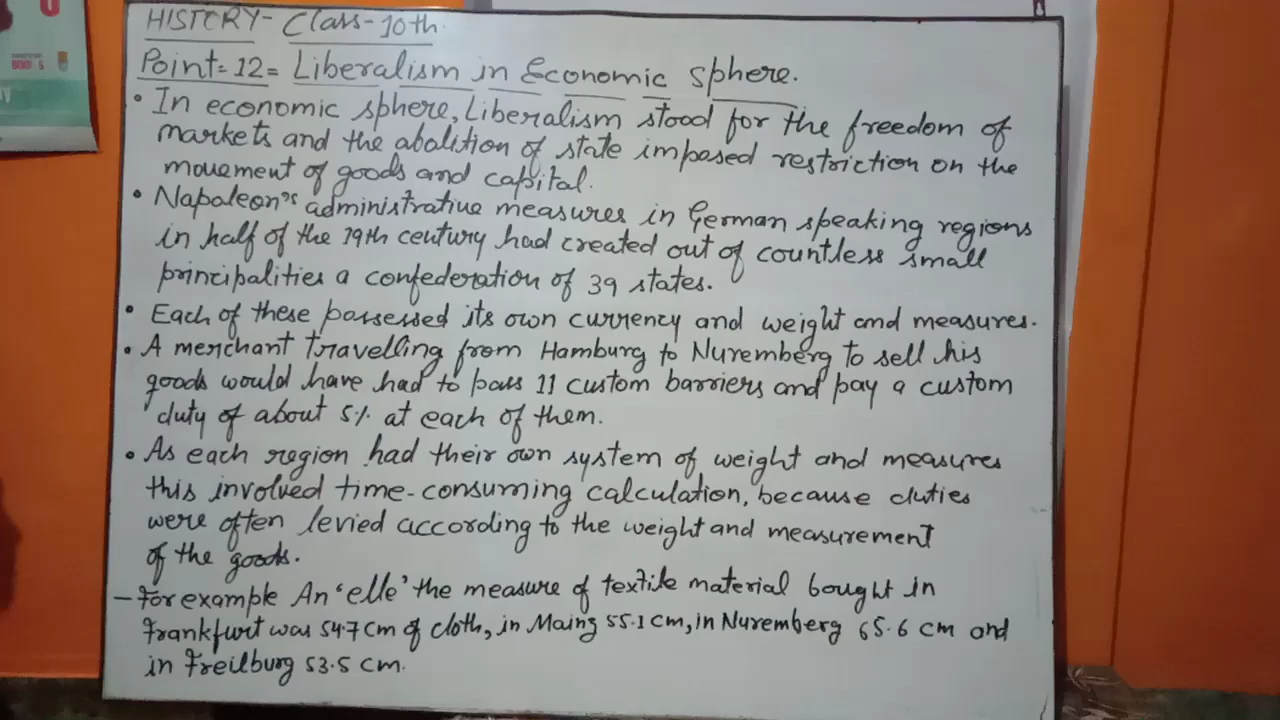 HISTORY- Class-10th.
Point=12= Liberalism in Economic sphere.
• In economic sphere, Liberalism stood for the freedom of
markets and the abolition of state imposed restriction on the
movement of goods and capital.
• Napoleon's administrative measures in German speaking regions
in half of the 19th century had created out of countless small
principalities a confederation of 39 states.
• Each of these possessed its own currency and weight and measures.
• A merchant travelling from Hamburg to Nuremberg to sell his
goods would have had to pass 11 custom barriers and pay a custom
duty of about 5% at each of them.
• As each region had their own system of weight and measures
this involved time-consuming calculation, because duties
were often levied according to the weight and measurement
of the goods.
- For example An 'elle' the measure of textile material bought in
Frankfurt was 54.7 cm of cloth, in Mainz 55.1 cm, in Nuremberg 65.6 cm and
in Freilburg 53.5 cm.